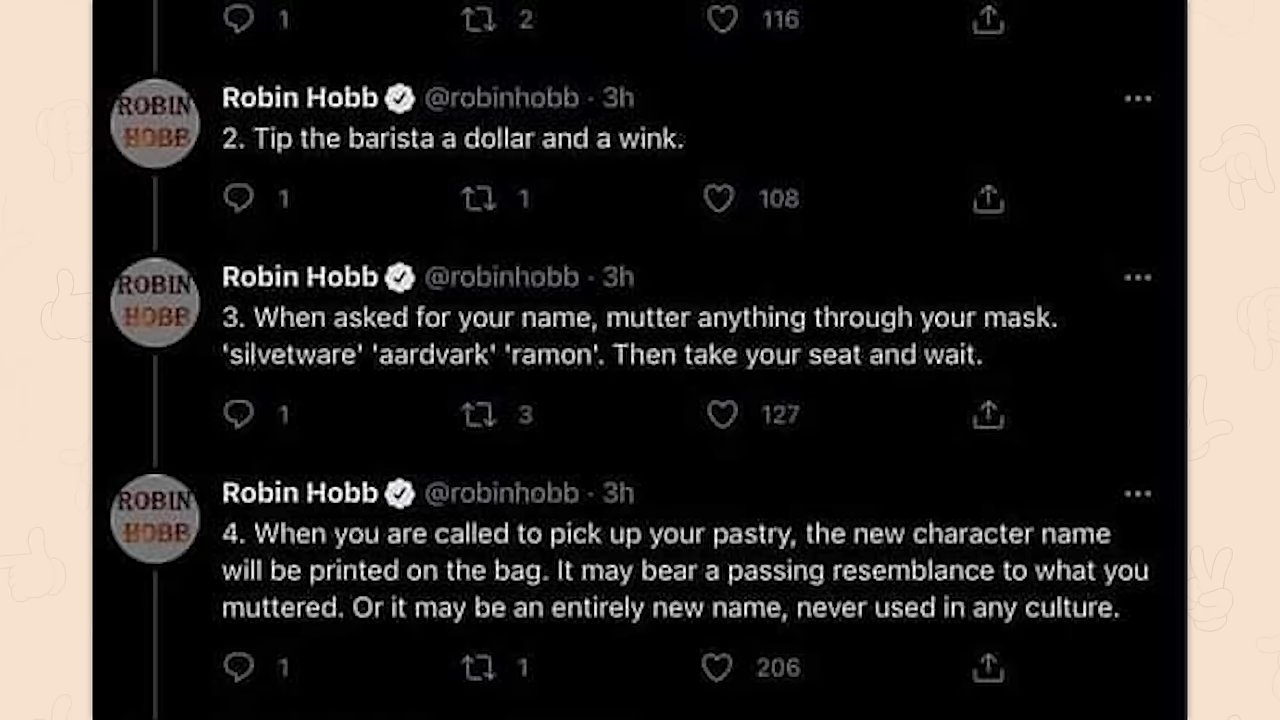 1 2 116
ROBIN
HOBB
Robin Hobb @robinhobb · 3h
2. Tip the barista a dollar and a wink.
1 1 108
ROBIN
HOBB
Robin Hobb @robinhobb · 3h
3. When asked for your name, mutter anything through your mask.
'silvetware' 'aardvark' 'ramon'. Then take your seat and wait.
1 3 127
ROBIN
HOBB
Robin Hobb @robinhobb · 3h
4. When you are called to pick up your pastry, the new character name
will be printed on the bag. It may bear a passing resemblance to what you
muttered. Or it may be an entirely new name, never used in any culture.
1 1 206